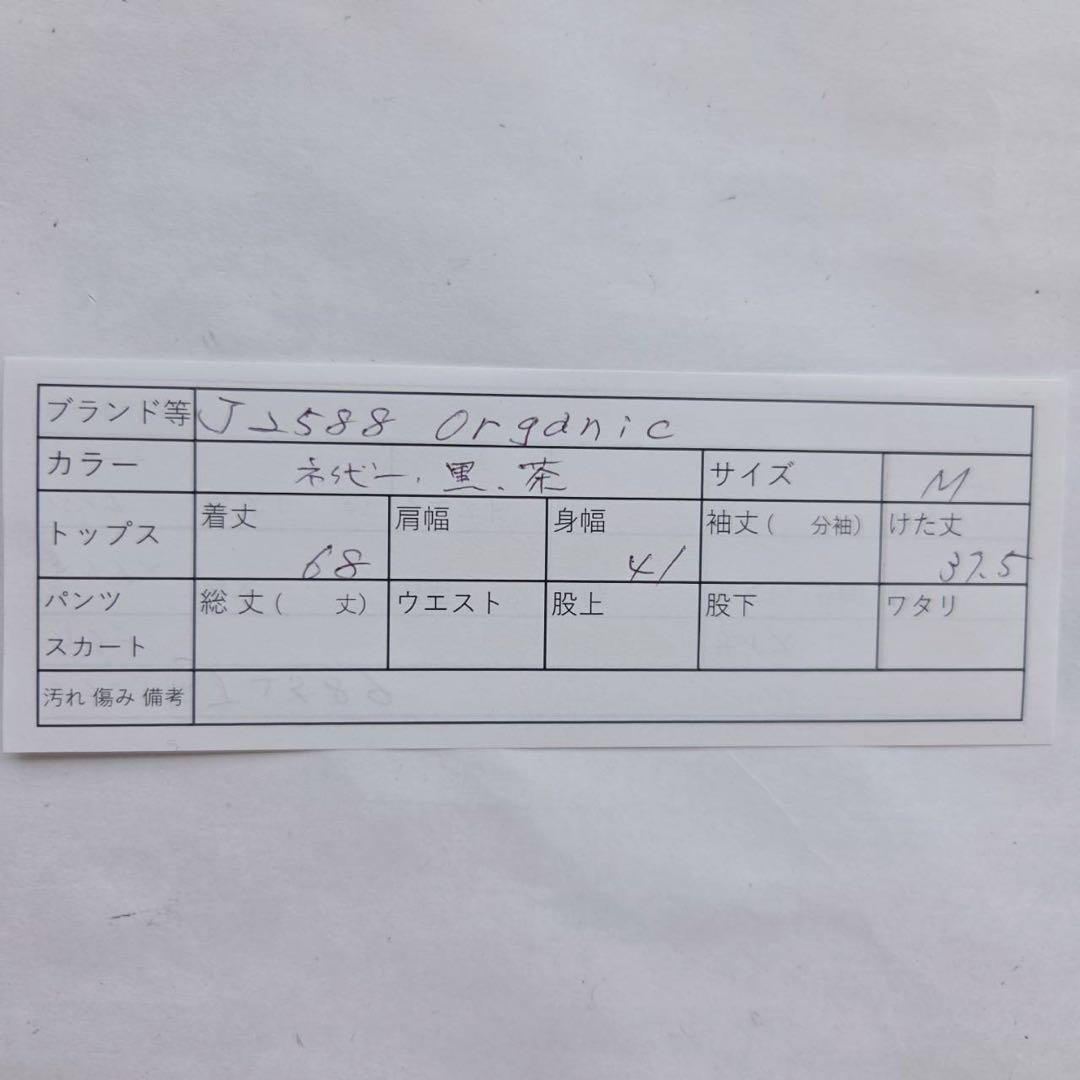 ブランド等 J2588 organic
カラー ネイビー、黒、茶 サイズ M
トップス 着丈 68 肩幅 身幅 41 袖丈( 分袖) けた丈 37.5
パンツ スカート 総丈( 丈) ウエスト 股上 股下 ワタリ
汚れ 傷み 備考